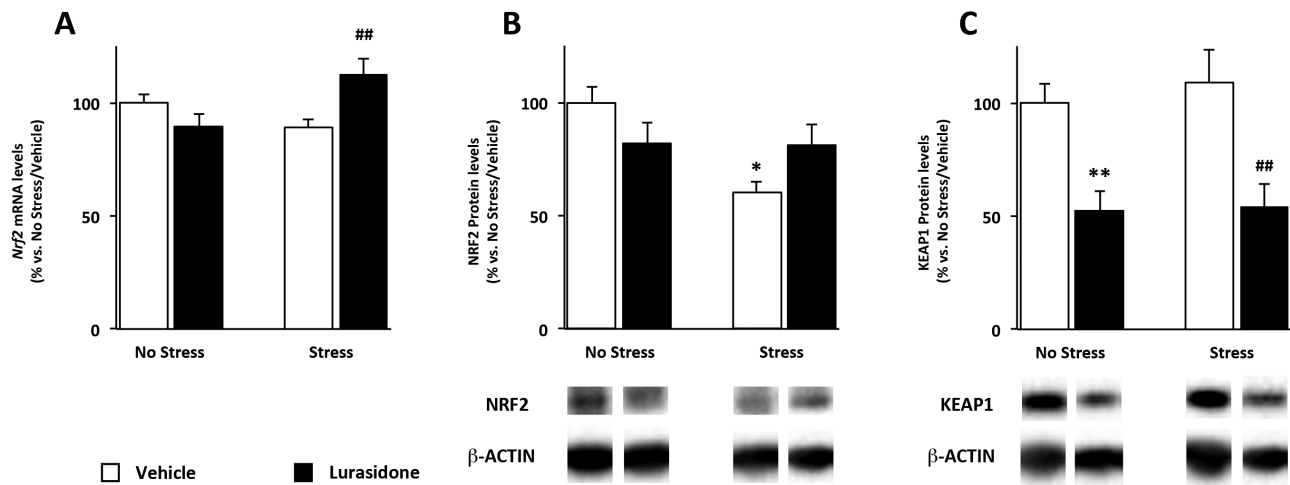 A
Nrf2 mRNA levels
(% vs. No Stress/Vehicle)
100
50
0
##
No Stress
Stress
B
NRF2 Protein levels
(% vs. No Stress/Vehicle)
100
50
0
*
No Stress
Stress
NRF2
β-ACTIN
C
KEAP1 Protein levels
(% vs. No Stress/Vehicle)
100
50
0
**
##
No Stress
Stress
KEAP1
β-ACTIN
Vehicle
Lurasidone